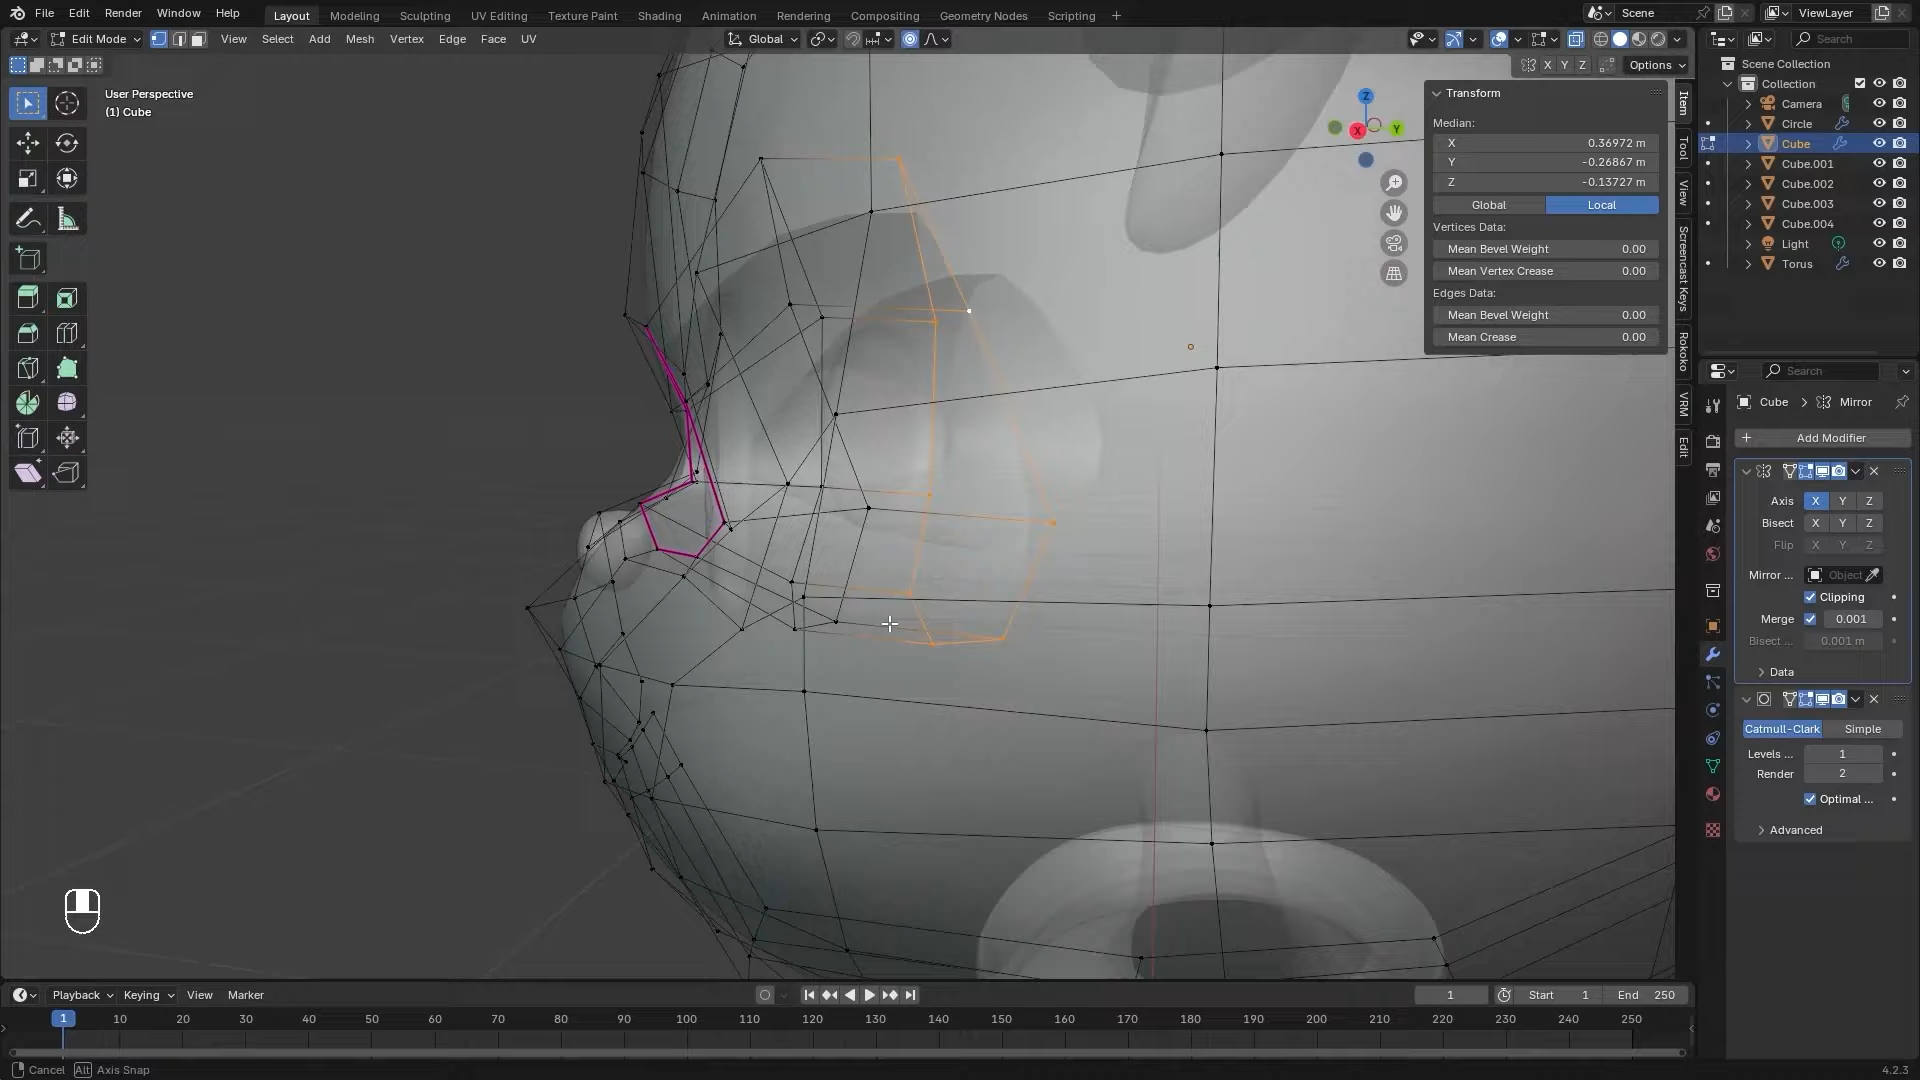 File Edit Render Window Help Layout Modeling Sculpting UV Editing Texture Paint Shading Animation Rendering Compositing Geometry Nodes Scripting + Scene ViewLayer
Edit Mode View Select Add Mesh Vertex Edge Face UV Global Search
X Y Z Options
User Perspective
(1) Cube
Z
X
Y
Transform
Median:
X 0.36972 m
Y -0.26867 m
Z -0.13727 m
Global Local
Vertices Data:
Mean Bevel Weight 0.00
Mean Vertex Crease 0.00
Edges Data:
Mean Bevel Weight 0.00
Mean Crease 0.00
Item
Tool
View
Screencast Keys
Rokoko
VRM
Edit
Scene Collection
Collection
Camera
Circle
Cube
Cube.001
Cube.002
Cube.003
Cube.004
Light
Torus
Search
Cube > Mirror
+ Add Modifier
Axis X Y Z
Bisect X Y Z
Flip X Y Z
Mirror ... Object
Clipping
Merge 0.001
Bisect ... 0.001 m
Data
Catmull-Clark Simple
Levels ... 1
Render 2
Optimal ...
Advanced
Playback Keying View Marker 1 Start 1 End 250
1 10 20 30 40 50 60 70 80 90 100 110 120 130 140 150 160 170 180 190 200 210 220 230 240 250
Cancel Alt Axis Snap 4.2.3